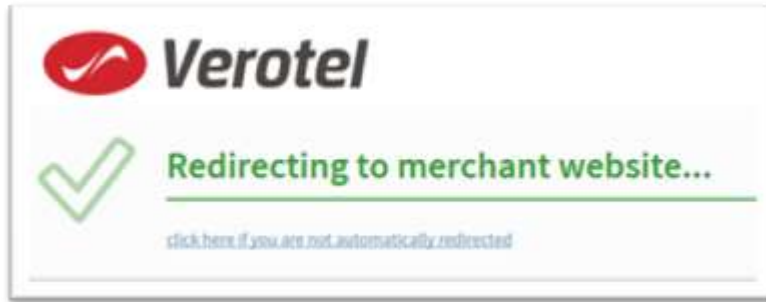 Verotel
Redirecting to merchant website...
click here if you are not automatically redirected